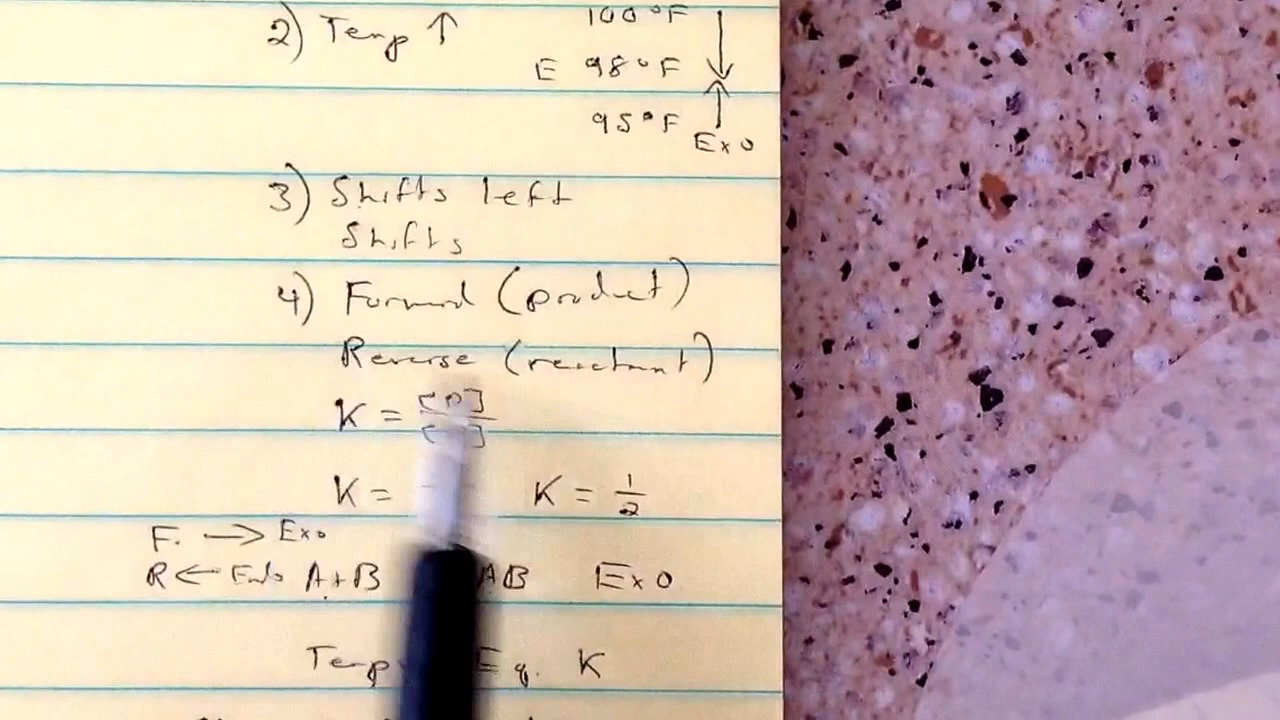 2) Temp ↑ 100°F
E 98°F
95°F Exo
3) Shifts left
Shifts
4) Forward (product)
Reverse (reactant)
K = [P]
K = K = 1/2
F. → Exo
R ← Endo A+B AB Exo
Temp Eq. K